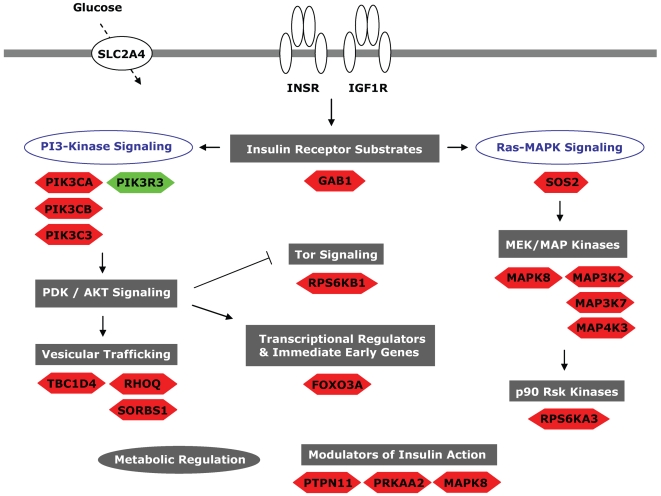 Glucose
SLC2A4
INSR
IGF1R
PI3-Kinase Signaling
Insulin Receptor Substrates
Ras-MAPK Signaling
PIK3CA
PIK3R3
GAB1
SOS2
PIK3CB
PIK3C3
Tor Signaling
MEK/MAP Kinases
RPS6KB1
MAPK8
MAP3K2
PDK / AKT Signaling
MAP3K7
MAP4K3
Transcriptional Regulators
& Immediate Early Genes
Vesicular Trafficking
TBC1D4
RHOQ
FOXO3A
p90 Rsk Kinases
SORBS1
RPS6KA3
Metabolic Regulation
Modulators of Insulin Action
PTPN11
PRKAA2
MAPK8